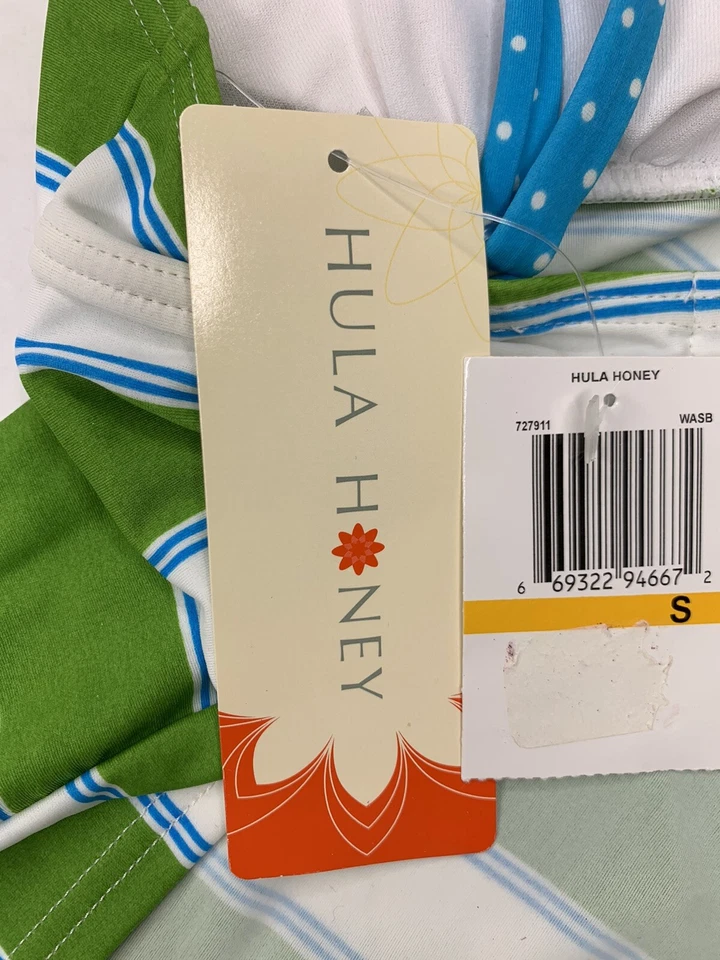 HULA HONEY
HULA HONEY
727911 WASB
6 69322 94667 2
S